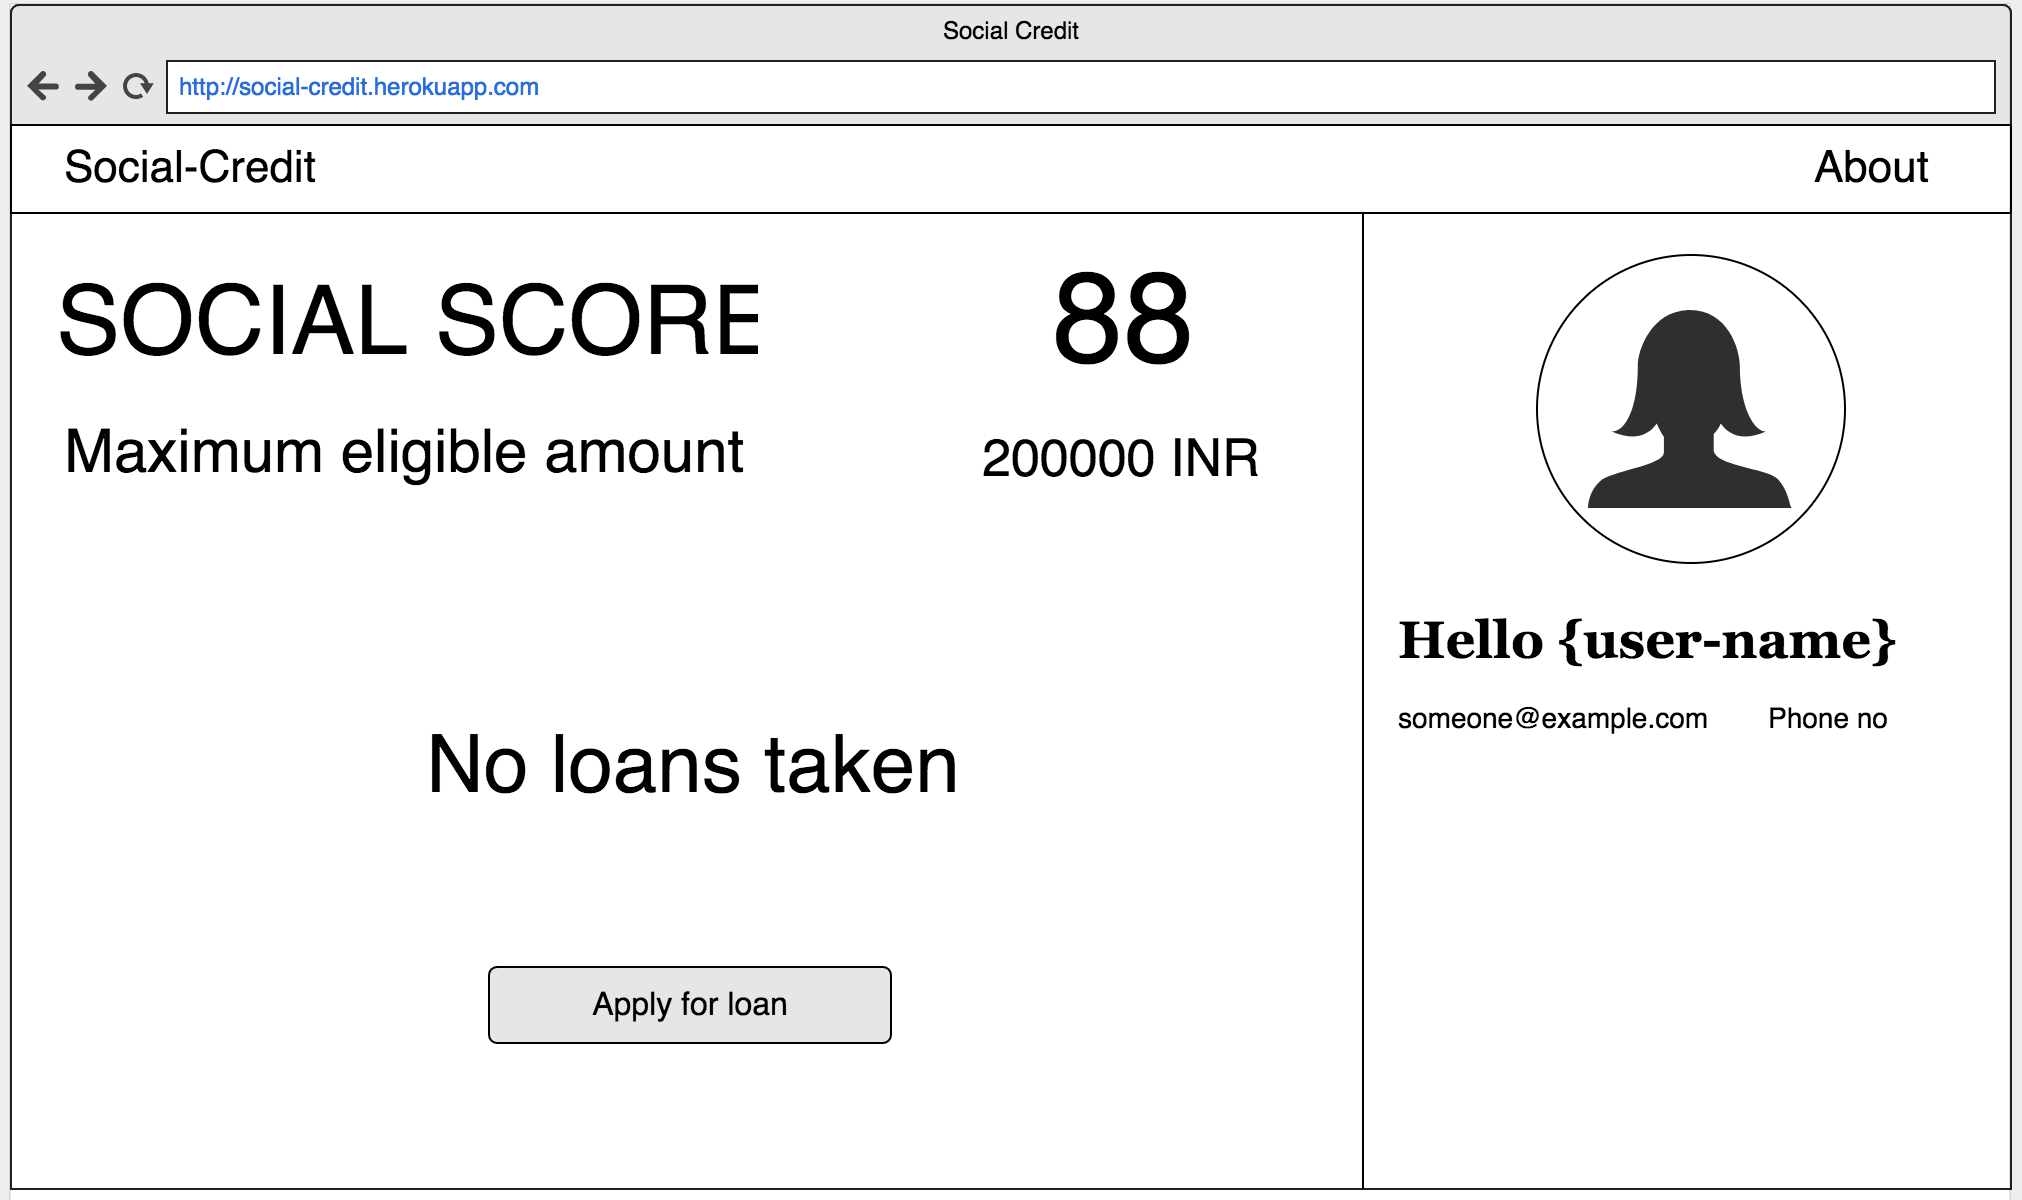 Social Credit
http://social-credit.herokuapp.com
Social-Credit About
SOCIAL SCORE 88
Maximum eligible amount 200000 INR
No loans taken
Apply for loan
Hello {user-name}
someone@example.com Phone no